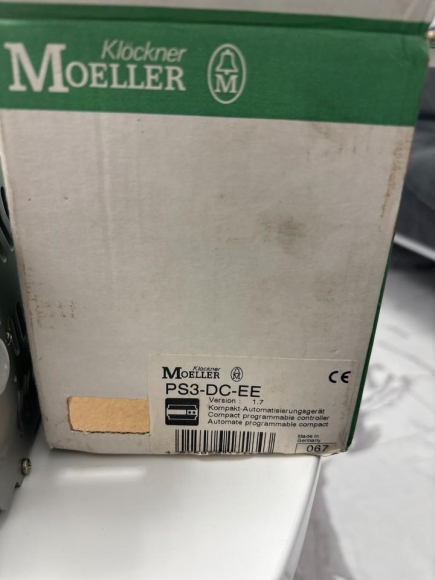 Klöckner
MOELLER
M
Klöckner
MOELLER
PS3-DC-EE
Version : 1.7
Kompakt-Automatisierungsgerät
Compact programmable controller
Automate programmable compact
CE
Made in
Germany
067